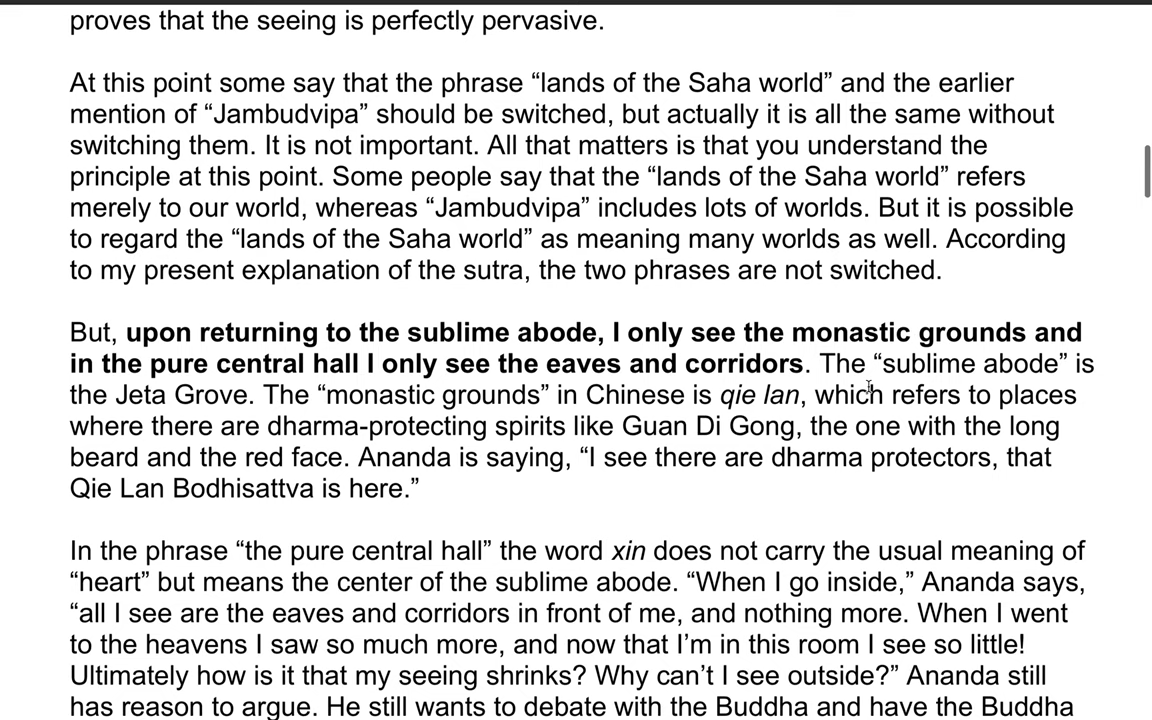 proves that the seeing is perfectly pervasive.
At this point some say that the phrase “lands of the Saha world” and the earlier
mention of “Jambudvipa” should be switched, but actually it is all the same without
switching them. It is not important. All that matters is that you understand the
principle at this point. Some people say that the “lands of the Saha world” refers
merely to our world, whereas “Jambudvipa” includes lots of worlds. But it is possible
to regard the “lands of the Saha world” as meaning many worlds as well. According
to my present explanation of the sutra, the two phrases are not switched.
But, upon returning to the sublime abode, I only see the monastic grounds and
in the pure central hall I only see the eaves and corridors. The “sublime abode” is
the Jeta Grove. The “monastic grounds” in Chinese is qie lan, which refers to places
where there are dharma-protecting spirits like Guan Di Gong, the one with the long
beard and the red face. Ananda is saying, “I see there are dharma protectors, that
Qie Lan Bodhisattva is here.”
In the phrase “the pure central hall” the word xin does not carry the usual meaning of
“heart” but means the center of the sublime abode. “When I go inside,” Ananda says,
“all I see are the eaves and corridors in front of me, and nothing more. When I went
to the heavens I saw so much more, and now that I’m in this room I see so little!
Ultimately how is it that my seeing shrinks? Why can’t I see outside?” Ananda still
has reason to argue. He still wants to debate with the Buddha and have the Buddha